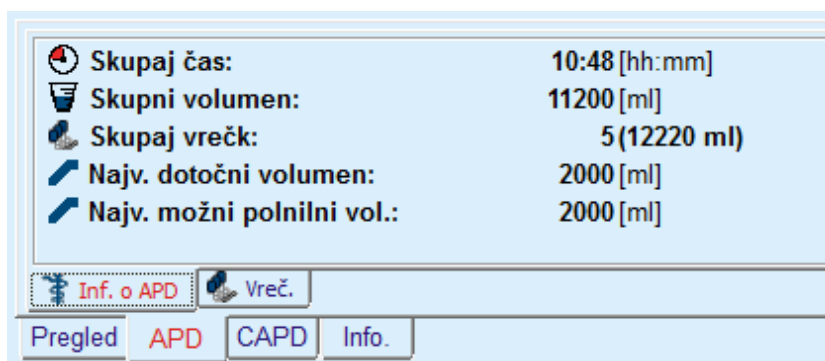 Skupaj čas: 10:48 [hh:mm]
Skupni volumen: 11200 [ml]
Skupaj vrečk: 5 (12220 ml)
Najv. dotočni volumen: 2000 [ml]
Najv. možni polnilni vol.: 2000 [ml]
Inf. o APD Vreč.
Pregled APD CAPD Info.